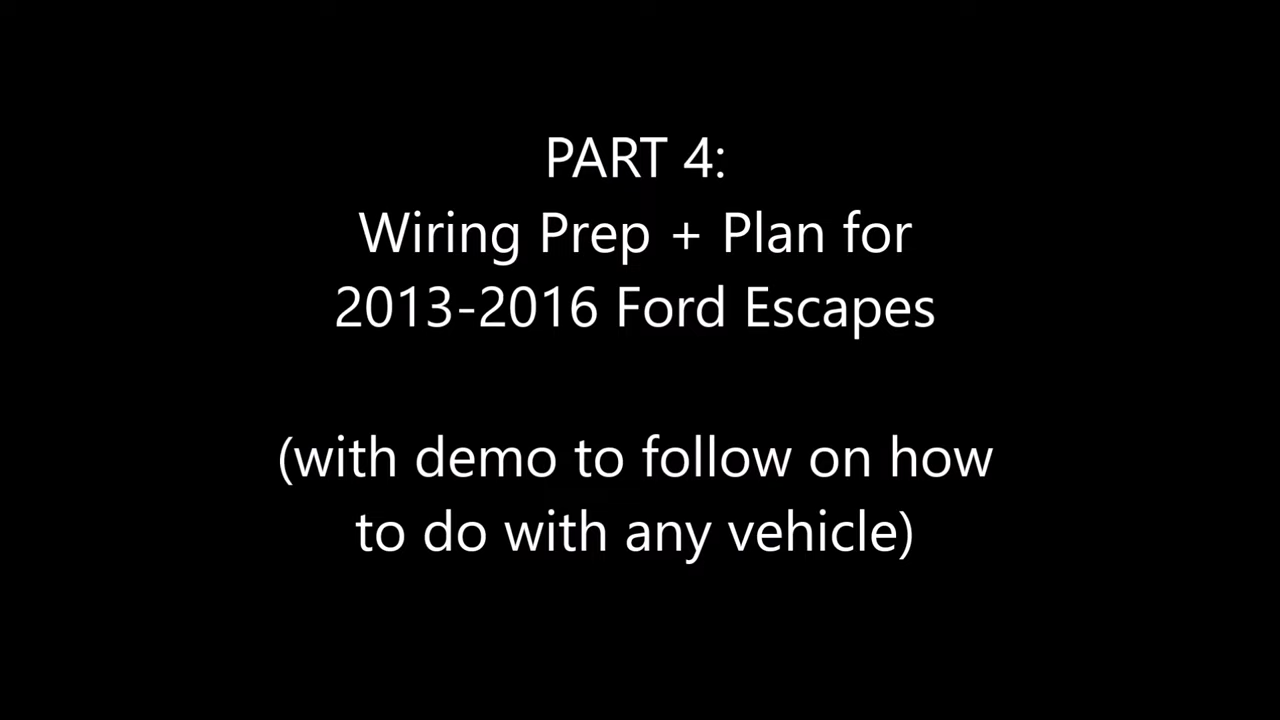 PART 4:
Wiring Prep + Plan for
2013-2016 Ford Escapes
(with demo to follow on how
to do with any vehicle)